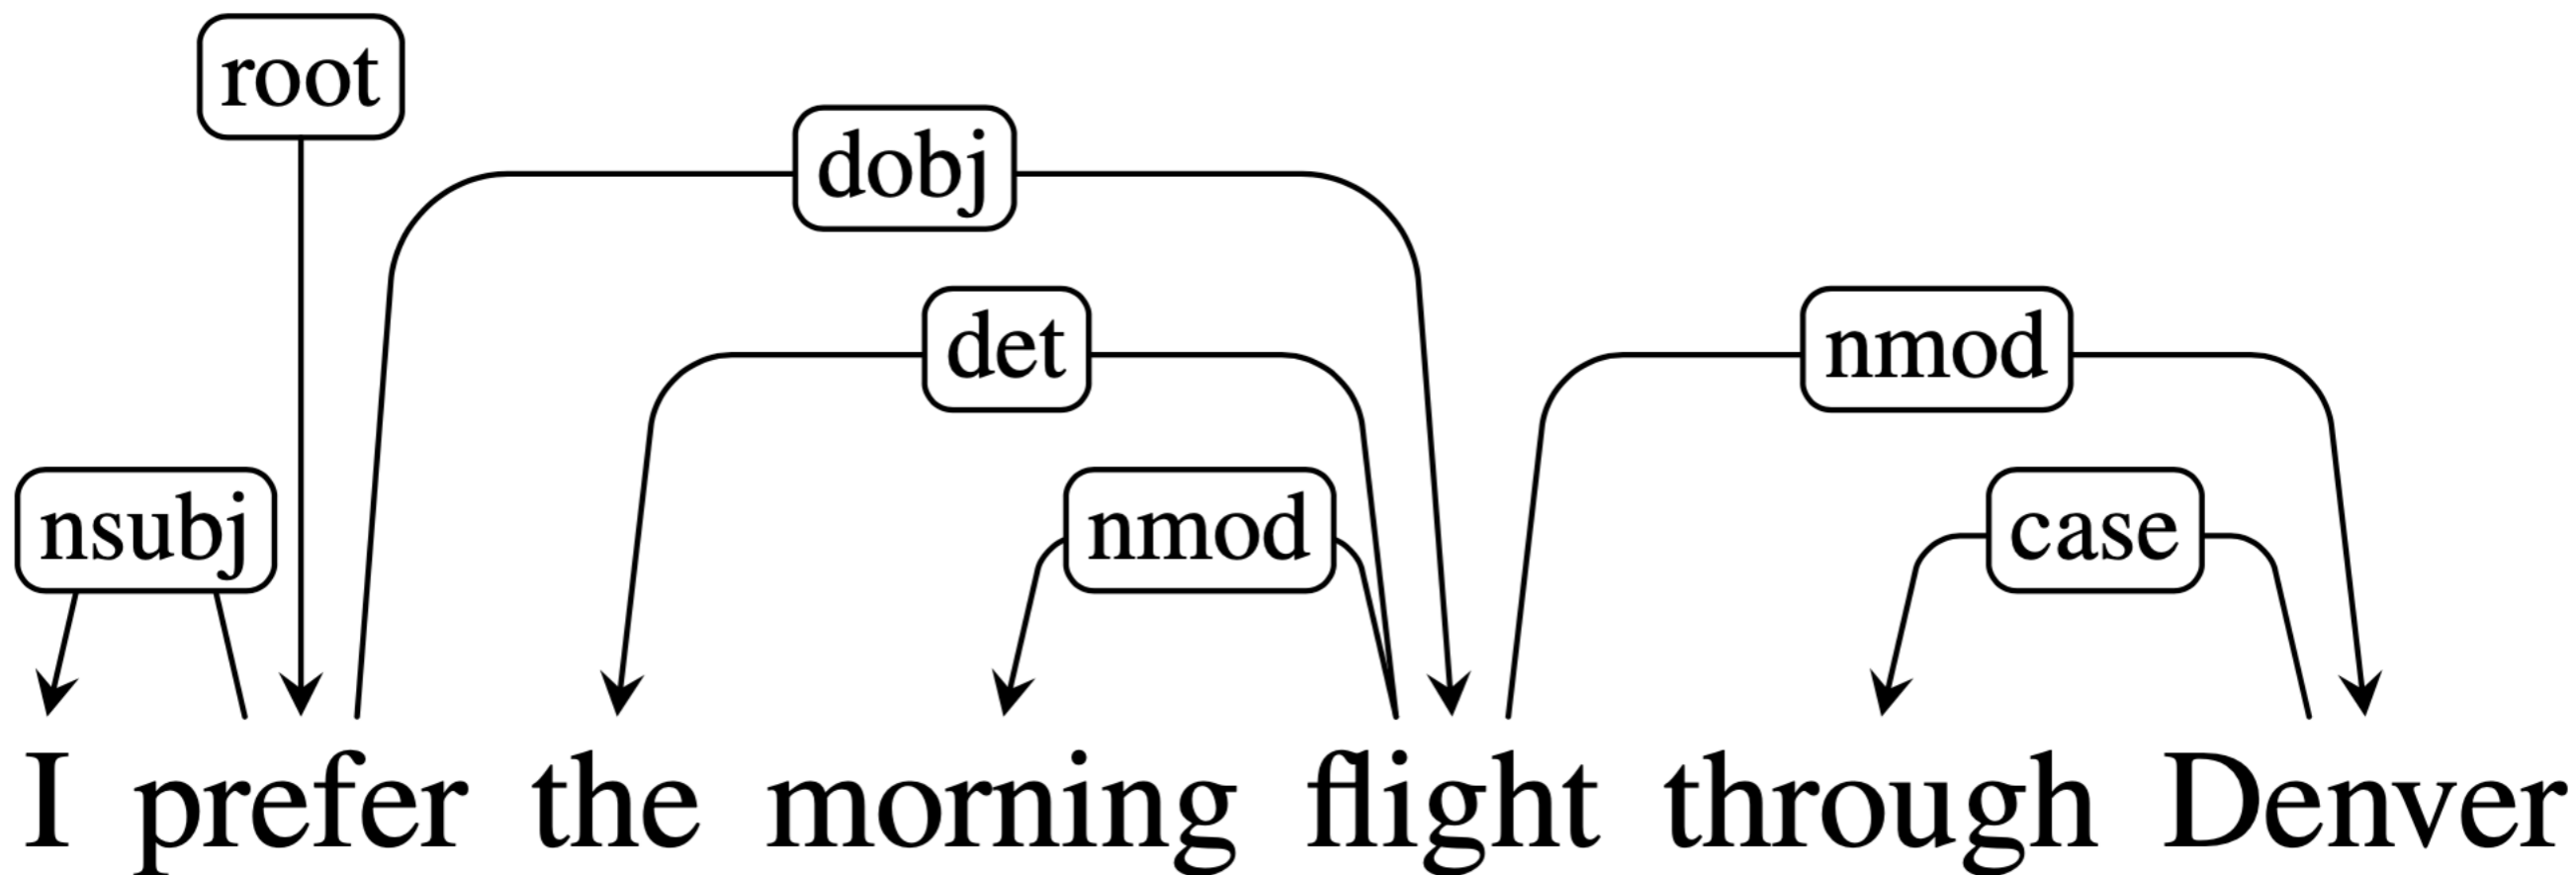 root
dobj
det nmod
nsubj nmod case
I prefer the morning flight through Denver